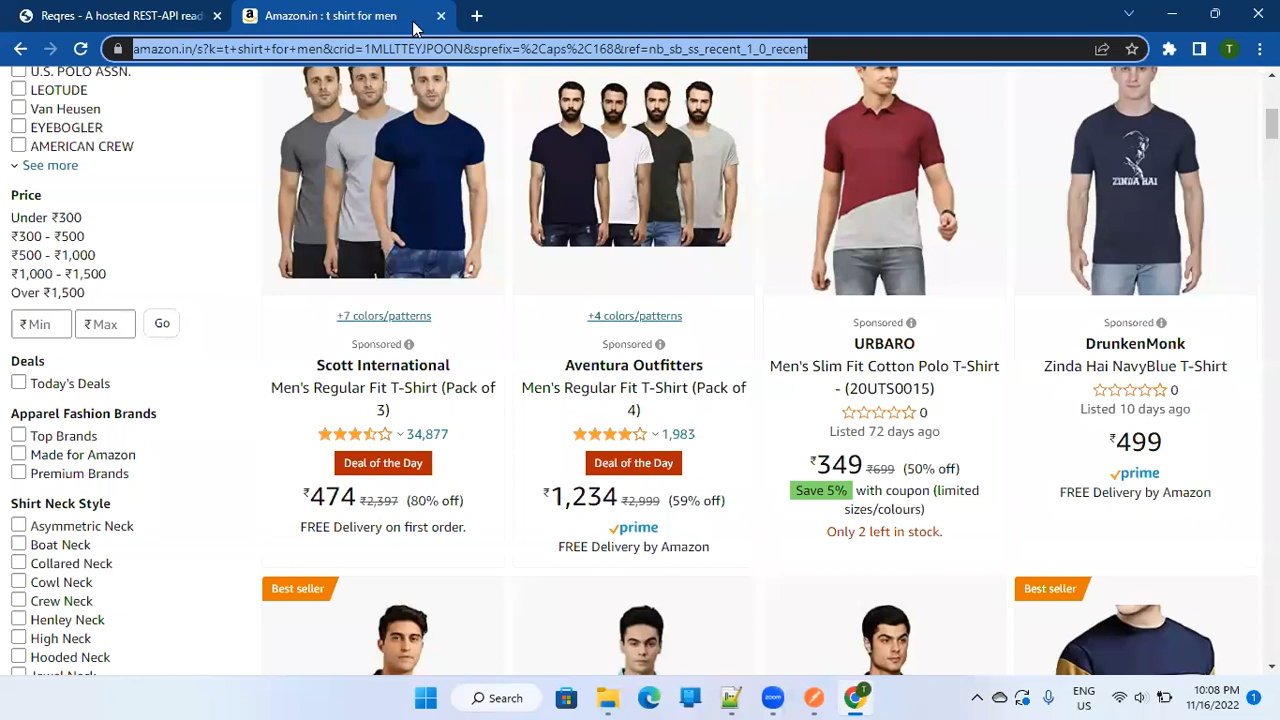 Reqres - A hosted REST-API read
Amazon.in : t shirt for men
amazon.in/s?k=t+shirt+for+men&crid=1MLLTTEYJPOON&sprefix=%2Caps%2C168&ref=nb_sb_ss_recent_1_0_recent
T
U.S. POLO ASSN.
LEOTUDE
Van Heusen
EYEBOGLER
AMERICAN CREW
See more
Price
Under ₹300
₹300 - ₹500
₹500 - ₹1,000
₹1,000 - ₹1,500
Over ₹1,500
₹ Min ₹ Max Go
Deals
Today's Deals
Apparel Fashion Brands
Top Brands
Made for Amazon
Premium Brands
Shirt Neck Style
Asymmetric Neck
Boat Neck
Collared Neck
Cowl Neck
Crew Neck
Henley Neck
High Neck
Hooded Neck
Jewel Neck
+7 colors/patterns
Sponsored
Scott International
Men's Regular Fit T-Shirt (Pack of
3)
34,877
Deal of the Day
₹474 ₹2,397 (80% off)
FREE Delivery on first order.
+4 colors/patterns
Sponsored
Aventura Outfitters
Men's Regular Fit T-Shirt (Pack of
4)
1,983
Deal of the Day
₹1,234 ₹2,999 (59% off)
prime
FREE Delivery by Amazon
Sponsored
URBARO
Men's Slim Fit Cotton Polo T-Shirt
- (20UTS0015)
0
Listed 72 days ago
₹349 ₹699 (50% off)
Save 5% with coupon (limited
sizes/colours)
Only 2 left in stock.
ZINDA HAI
Sponsored
DrunkenMonk
Zinda Hai NavyBlue T-Shirt
0
Listed 10 days ago
₹499
prime
FREE Delivery by Amazon
Best seller
Best seller
Search
zoom
T
ENG
US
10:08 PM
11/16/2022
1